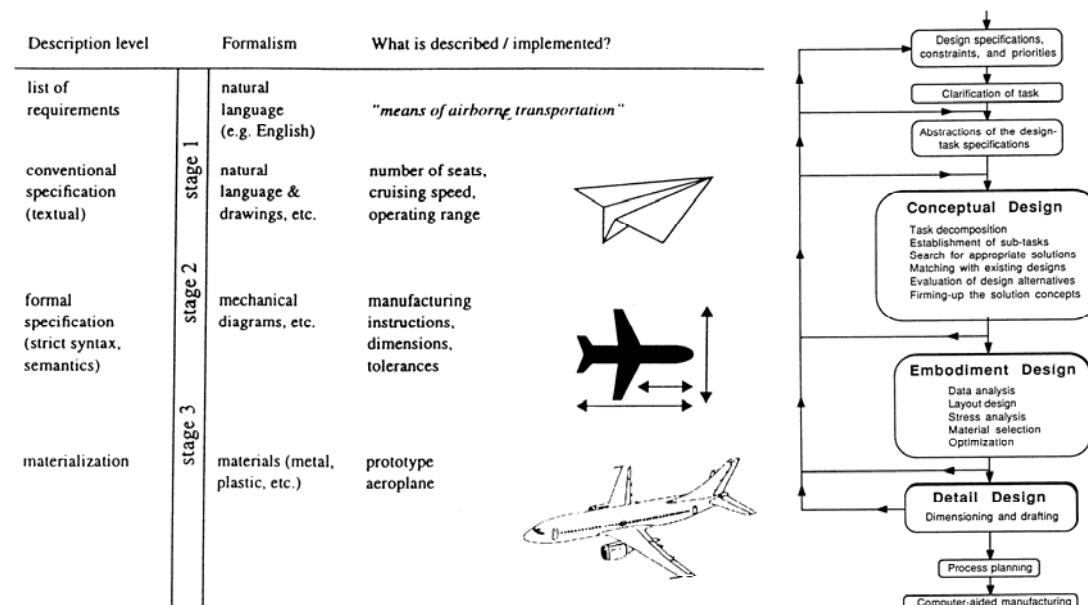 Description level
Formalism
What is described / implemented?
list of
requirements
natural
language
(e.g. English)
"means of airborne transportation"
stage 1
conventional
specification
(textual)
natural
language &
drawings, etc.
number of seats,
cruising speed,
operating range
stage 2
formal
specification
(strict syntax,
semantics)
mechanical
diagrams, etc.
manufacturing
instructions,
dimensions,
tolerances
stage 3
materialization
materials (metal,
plastic, etc.)
prototype
aeroplane
Design specifications,
constraints, and priorities
Clarification of task
Abstractions of the design-
task specifications
Conceptual Design
Task decomposition
Establishment of sub-tasks
Search for appropriate solutions
Matching with existing designs
Evaluation of design alternatives
Firming-up the solution concepts
Embodiment Design
Data analysis
Layout design
Stress analysis
Material selection
Optimization
Detail Design
Dimensioning and drafting
Process planning
Computer-aided manufacturing